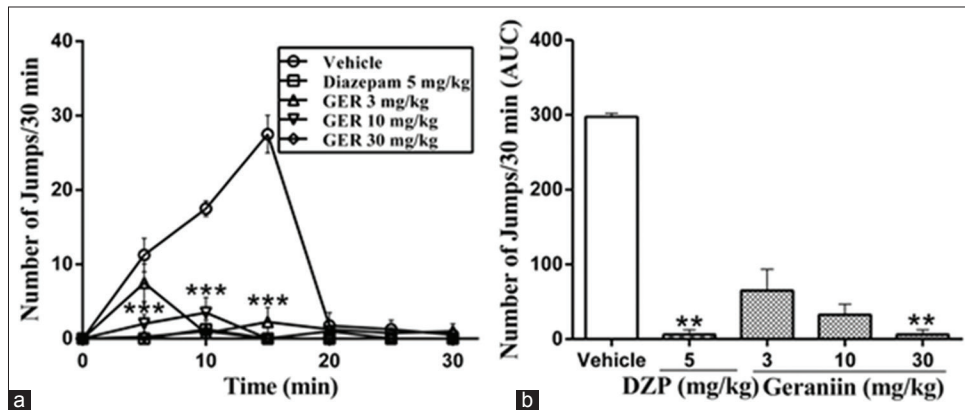 Number of Jumps/30 min
40
30
20
10
0
Vehicle
Diazepam 5 mg/kg
GER 3 mg/kg
GER 10 mg/kg
GER 30 mg/kg
***
***
***
0
10
20
30
Time (min)
a
Number of Jumps/30 min (AUC)
400
300
200
100
0
**
**
Vehicle
5
3
10
30
DZP (mg/kg)
Geraniin (mg/kg)
b